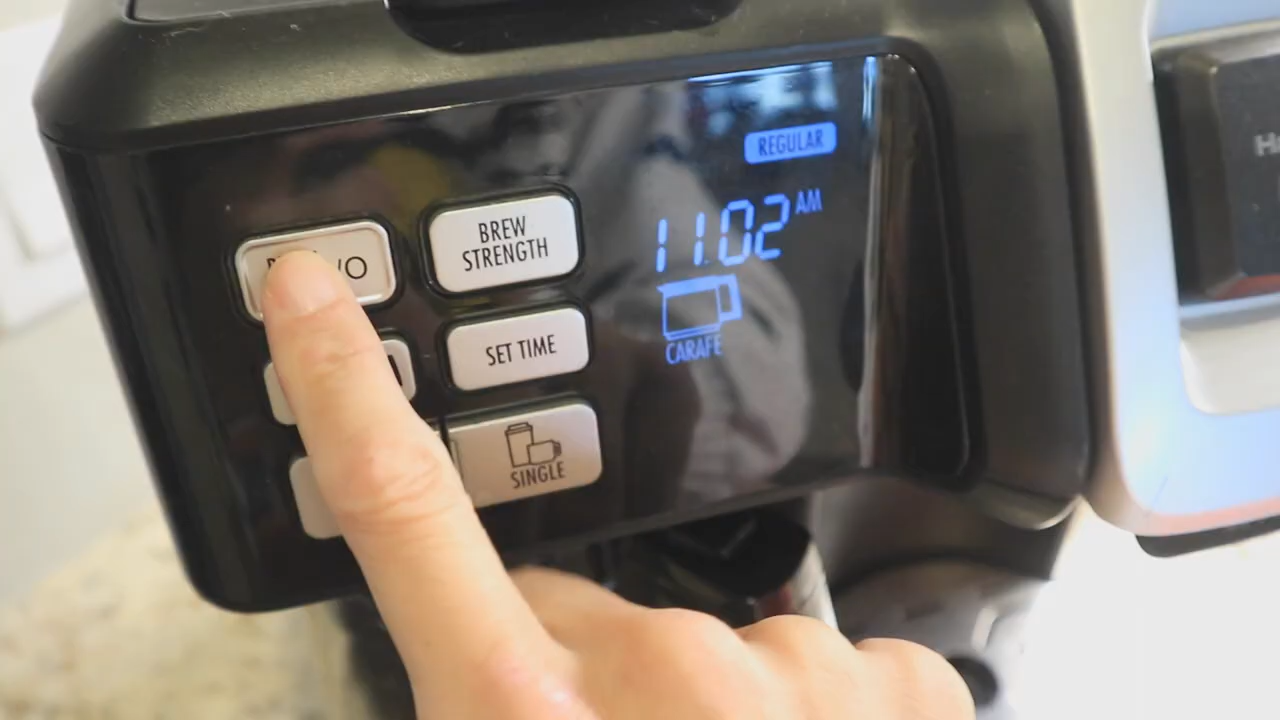 REGULAR
BREW
STRENGTH
I/O
11:02 AM
SET TIME
CARAFE
SINGLE